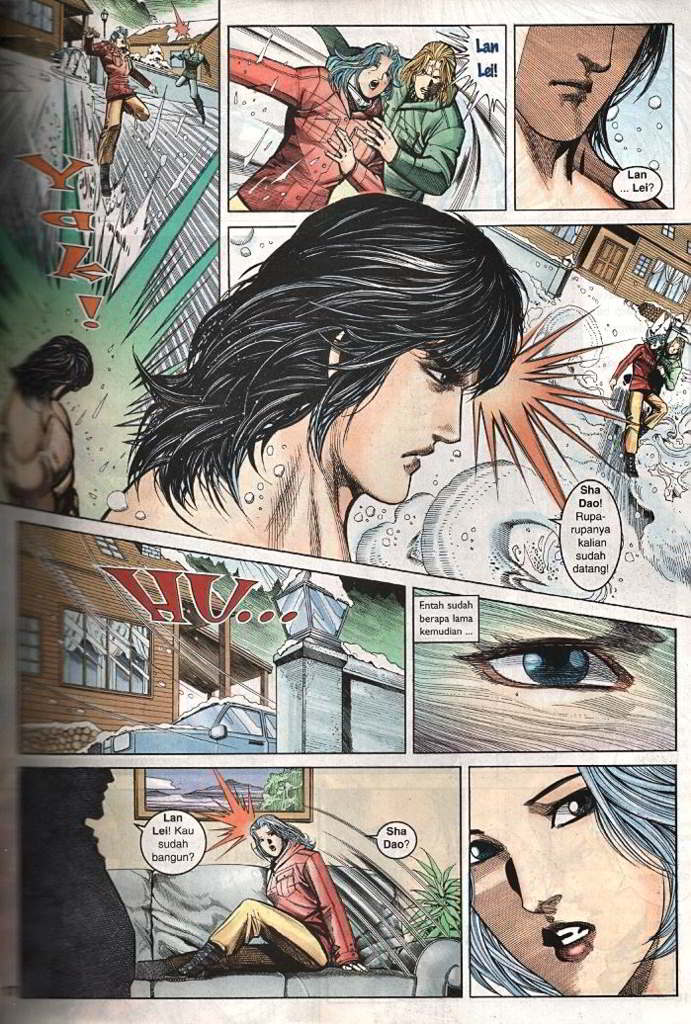 Yak!
Lan
Lei!
Lan
... Lei?
Sha
Dao!
Rupa-
rupanya
kalian
sudah
datang!
HU...
Entah sudah
berapa lama
kemudian ...
Lan
Lei! Kau
sudah
bangun?
Sha
Dao?